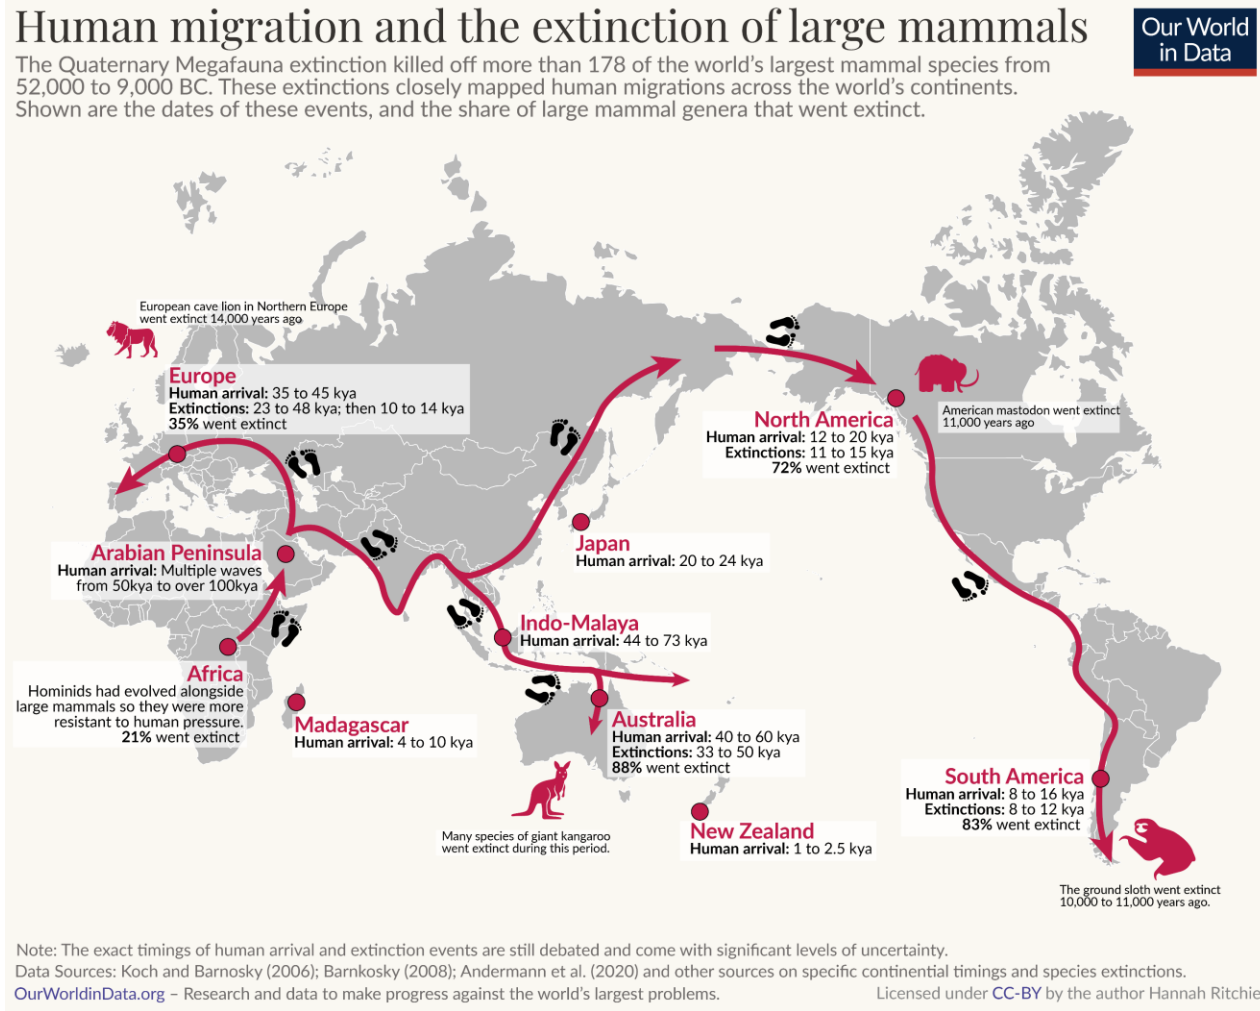 Human migration and the extinction of large mammals
Our World
in Data
The Quaternary Megafauna extinction killed off more than 178 of the world's largest mammal species from
52,000 to 9,000 BC. These extinctions closely mapped human migrations across the world's continents.
Shown are the dates of these events, and the share of large mammal genera that went extinct.
European cave lion in Northern Europe
went extinct 14,000 years ago
Europe
Human arrival: 35 to 45 kya
Extinctions: 23 to 48 kya; then 10 to 14 kya
35% went extinct
North America
Human arrival: 12 to 20 kya
Extinctions: 11 to 15 kya
72% went extinct
American mastodon went extinct
11,000 years ago
Arabian Peninsula
Human arrival: Multiple waves
from 50kya to over 100kya
Japan
Human arrival: 20 to 24 kya
Indo-Malaya
Human arrival: 44 to 73 kya
Africa
Hominids had evolved alongside
large mammals so they were more
resistant to human pressure.
21% went extinct
Madagascar
Human arrival: 4 to 10 kya
Australia
Human arrival: 40 to 60 kya
Extinctions: 33 to 50 kya
88% went extinct
Many species of giant kangaroo
went extinct during this period.
New Zealand
Human arrival: 1 to 2.5 kya
South America
Human arrival: 8 to 16 kya
Extinctions: 8 to 12 kya
83% went extinct
The ground sloth went extinct
10,000 to 11,000 years ago.
Note: The exact timings of human arrival and extinction events are still debated and come with significant levels of uncertainty.
Data Sources: Koch and Barnosky (2006); Barnkosky (2008); Andermann et al. (2020) and other sources on specific continental timings and species extinctions.
OurWorldinData.org – Research and data to make progress against the world's largest problems.
Licensed under CC-BY by the author Hannah Ritchie